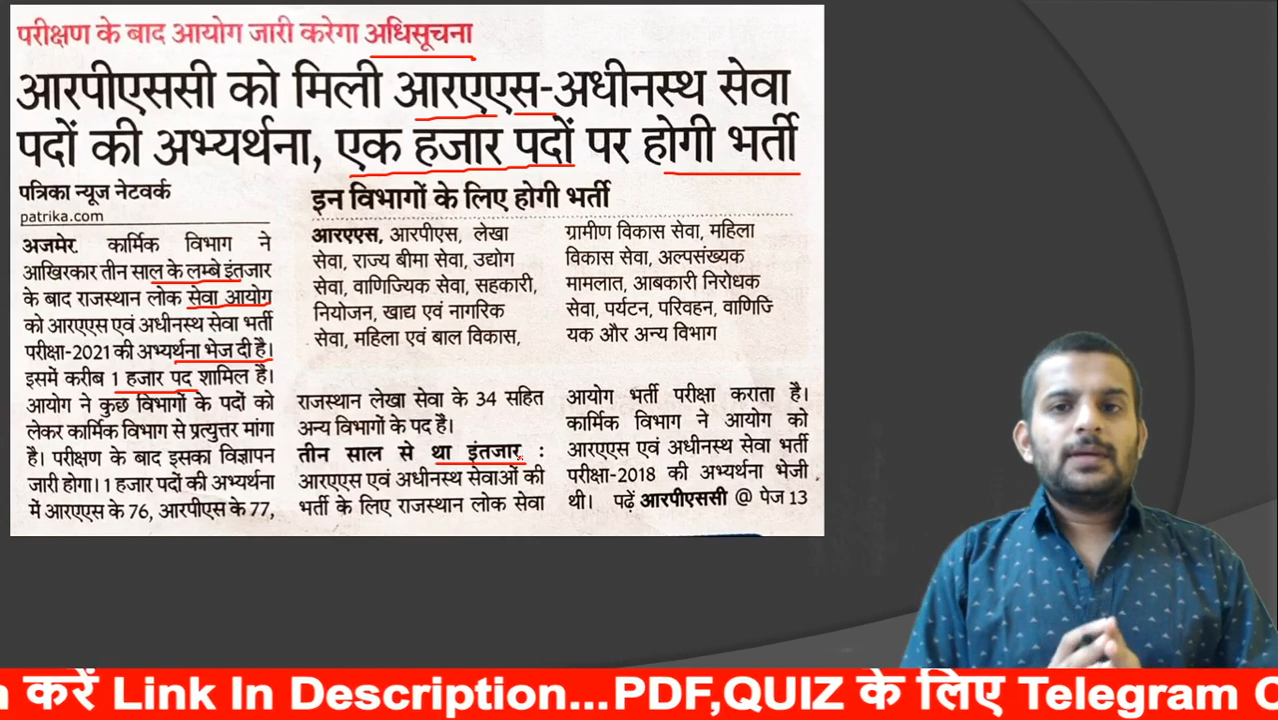 परीक्षण के बाद आयोग जारी करेगा अधिसूचना
आरपीएससी को मिली आरएएस-अधीनस्थ सेवा
पदों की अभ्यर्थना, एक हजार पदों पर होगी भर्ती
पत्रिका न्यूज नेटवर्क
patrika.com
अजमेर. कार्मिक विभाग ने
आखिरकार तीन साल के लम्बे इंतजार
के बाद राजस्थान लोक सेवा आयोग
को आरएएस एवं अधीनस्थ सेवा भर्ती
परीक्षा-2021 की अभ्यर्थना भेज दी है।
इसमें करीब 1 हजार पद शामिल है।
आयोग ने कुछ विभागों के पदों को
लेकर कार्मिक विभाग से प्रत्युत्तर मांगा
है। परीक्षण के बाद इसका विज्ञापन
जारी होगा। 1 हजार पदों की अभ्यर्थना
में आरएएस के 76, आरपीएस के 77,
इन विभागों के लिए होगी भर्ती
आरएएस, आरपीएस, लेखा
सेवा, राज्य बीमा सेवा, उद्योग
सेवा, वाणिज्यिक सेवा, सहकारी,
नियोजन, खाद्य एवं नागरिक
सेवा, महिला एवं बाल विकास,
ग्रामीण विकास सेवा, महिला
विकास सेवा, अल्पसंख्यक
मामलात, आबकारी निरोधक
सेवा, पर्यटन, परिवहन, वाणिज्यि
यक और अन्य विभाग
राजस्थान लेखा सेवा के 34 सहित
अन्य विभागों के पद है।
तीन साल से था इंतजार :
आरएएस एवं अधीनस्थ सेवाओं की
भर्ती के लिए राजस्थान लोक सेवा
आयोग भर्ती परीक्षा कराता है।
कार्मिक विभाग ने आयोग को
आरएएस एवं अधीनस्थ सेवा भर्ती
परीक्षा-2018 की अभ्यर्थना भेजी
थी। पढ़ें आरपीएससी @ पेज 13
करें Link In Description...PDF,QUIZ के लिए Telegram